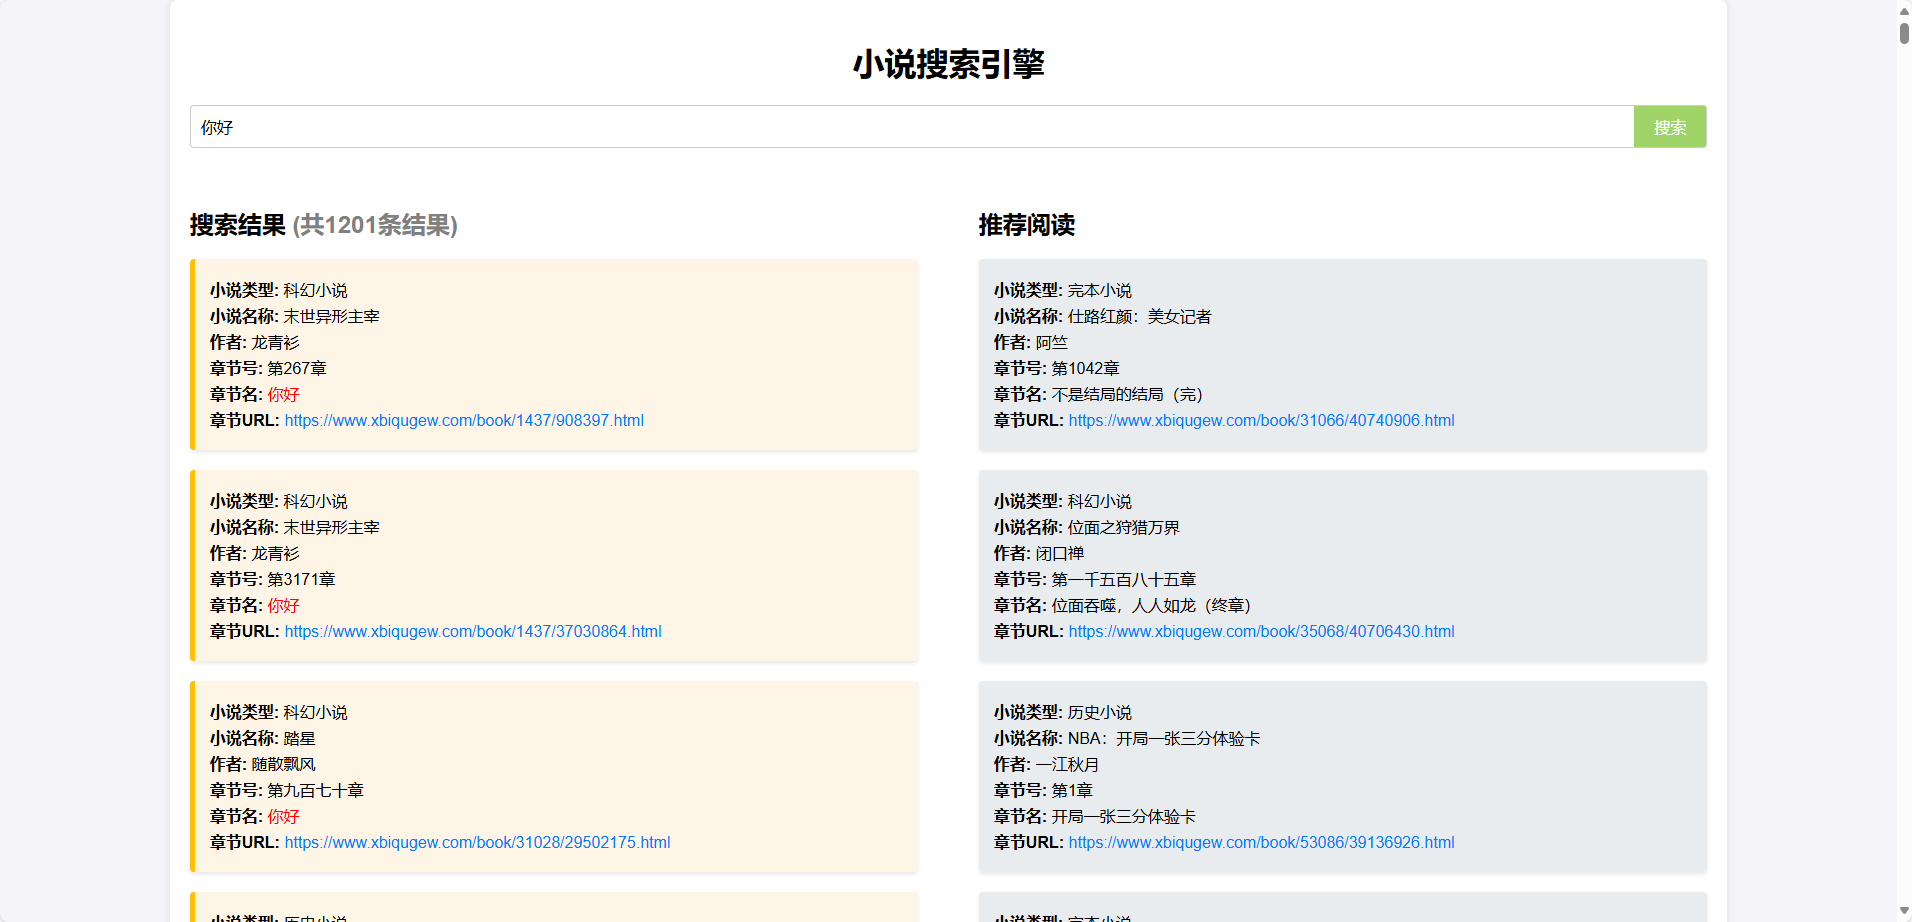 小说搜索引擎
你好
搜索
搜索结果 (共1201条结果)
小说类型: 科幻小说
小说名称: 末世异形主宰
作者: 龙青衫
章节号: 第267章
章节名: 你好
章节URL: https://www.xbiqugew.com/book/1437/908397.html
小说类型: 科幻小说
小说名称: 末世异形主宰
作者: 龙青衫
章节号: 第3171章
章节名: 你好
章节URL: https://www.xbiqugew.com/book/1437/37030864.html
小说类型: 科幻小说
小说名称: 踏星
作者: 随散飘风
章节号: 第九百七十章
章节名: 你好
章节URL: https://www.xbiqugew.com/book/31028/29502175.html
小说类型: 历史小说
推荐阅读
小说类型: 完本小说
小说名称: 仕路红颜：美女记者
作者: 阿竺
章节号: 第1042章
章节名: 不是结局的结局（完）
章节URL: https://www.xbiqugew.com/book/31066/40740906.html
小说类型: 科幻小说
小说名称: 位面之狩猎万界
作者: 闭口禅
章节号: 第一千五百八十五章
章节名: 位面吞噬，人人如龙（终章）
章节URL: https://www.xbiqugew.com/book/35068/40706430.html
小说类型: 历史小说
小说名称: NBA：开局一张三分体验卡
作者: 一江秋月
章节号: 第1章
章节名: 开局一张三分体验卡
章节URL: https://www.xbiqugew.com/book/53086/39136926.html
小说类型: 完本小说